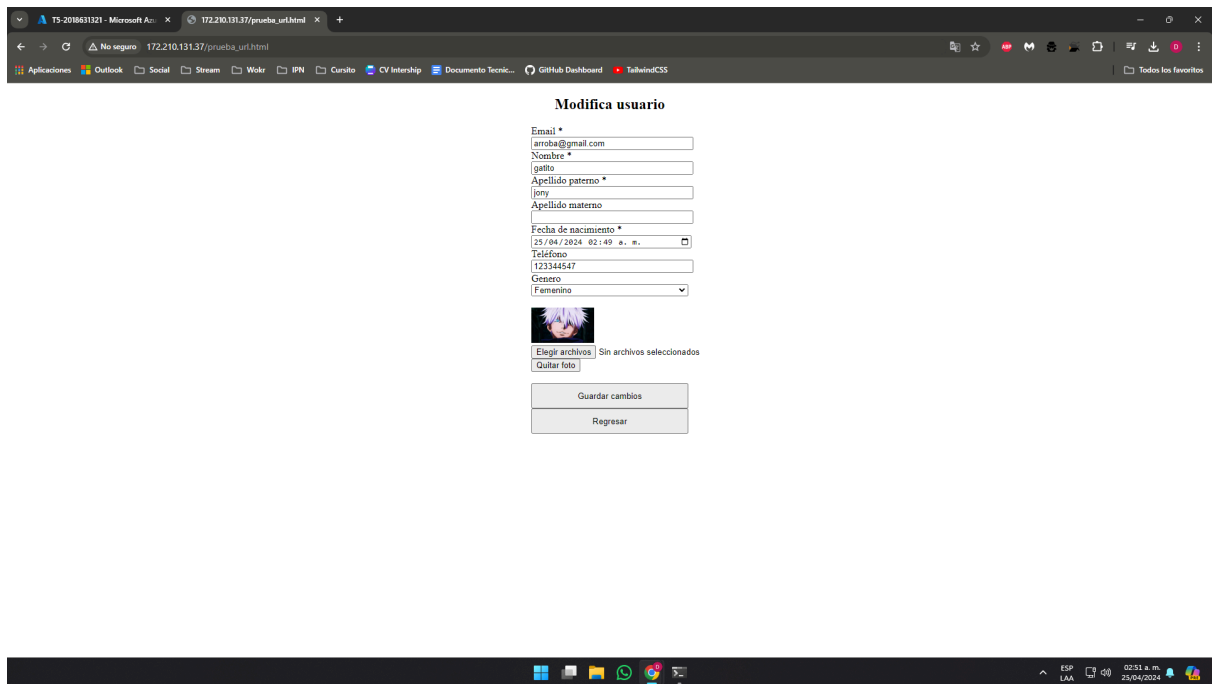 T5-2018631321 - Microsoft Azu
172.210.131.37/prueba_url.html
No seguro 172.210.131.37/prueba_url.html
ABP
D
Aplicaciones Outlook Social Stream Wokr IPN Cursito CV Intership Documento Tecnic... GitHub Dashboard TailwindCSS Todos los favoritos
Modifica usuario
Email *
arroba@gmail.com
Nombre *
gatito
Apellido paterno *
jony
Apellido materno
Fecha de nacimiento *
25/04/2024 02:49 a. m.
Teléfono
123344547
Genero
Femenino
Elegir archivos Sin archivos seleccionados
Quitar foto
Guardar cambios
Regresar
ESP
LAA
02:51 a. m.
25/04/2024